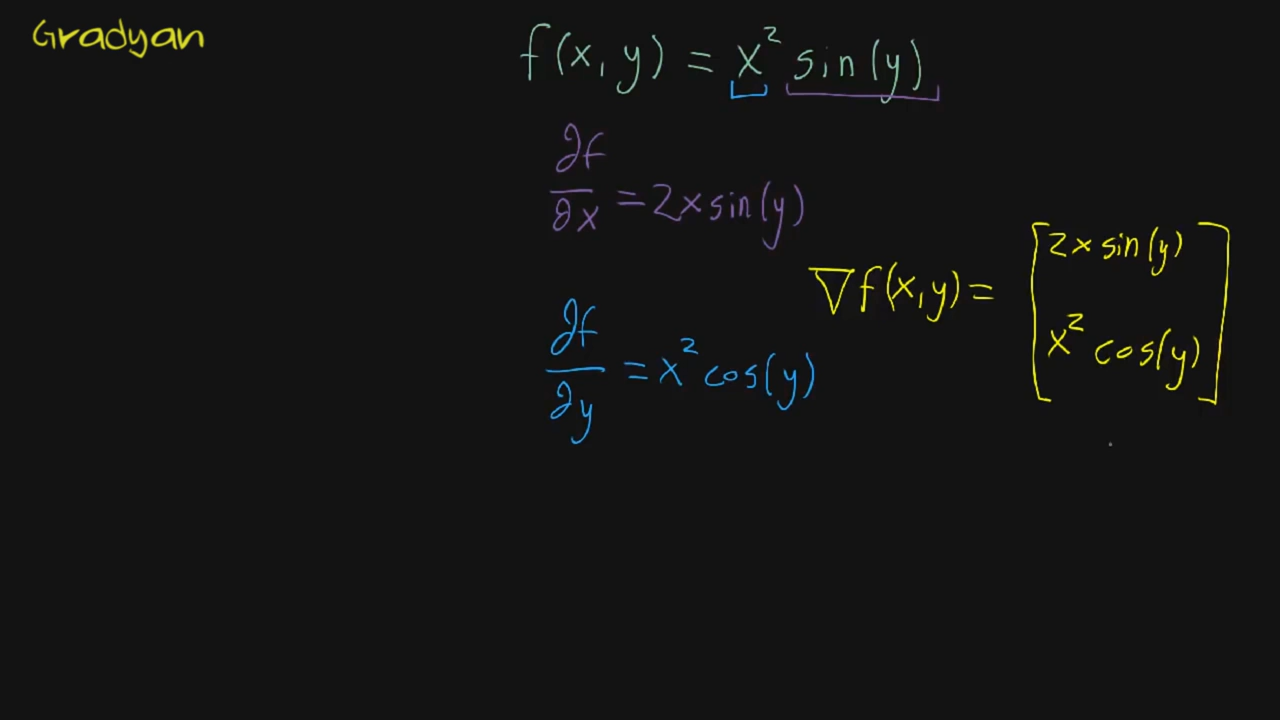 Gradyan
f(x,y) = x² sin(y)
∂f/∂x = 2x sin(y)
∇f(x,y) = [2x sin(y)
x² cos(y)]
∂f/∂y = x² cos(y)